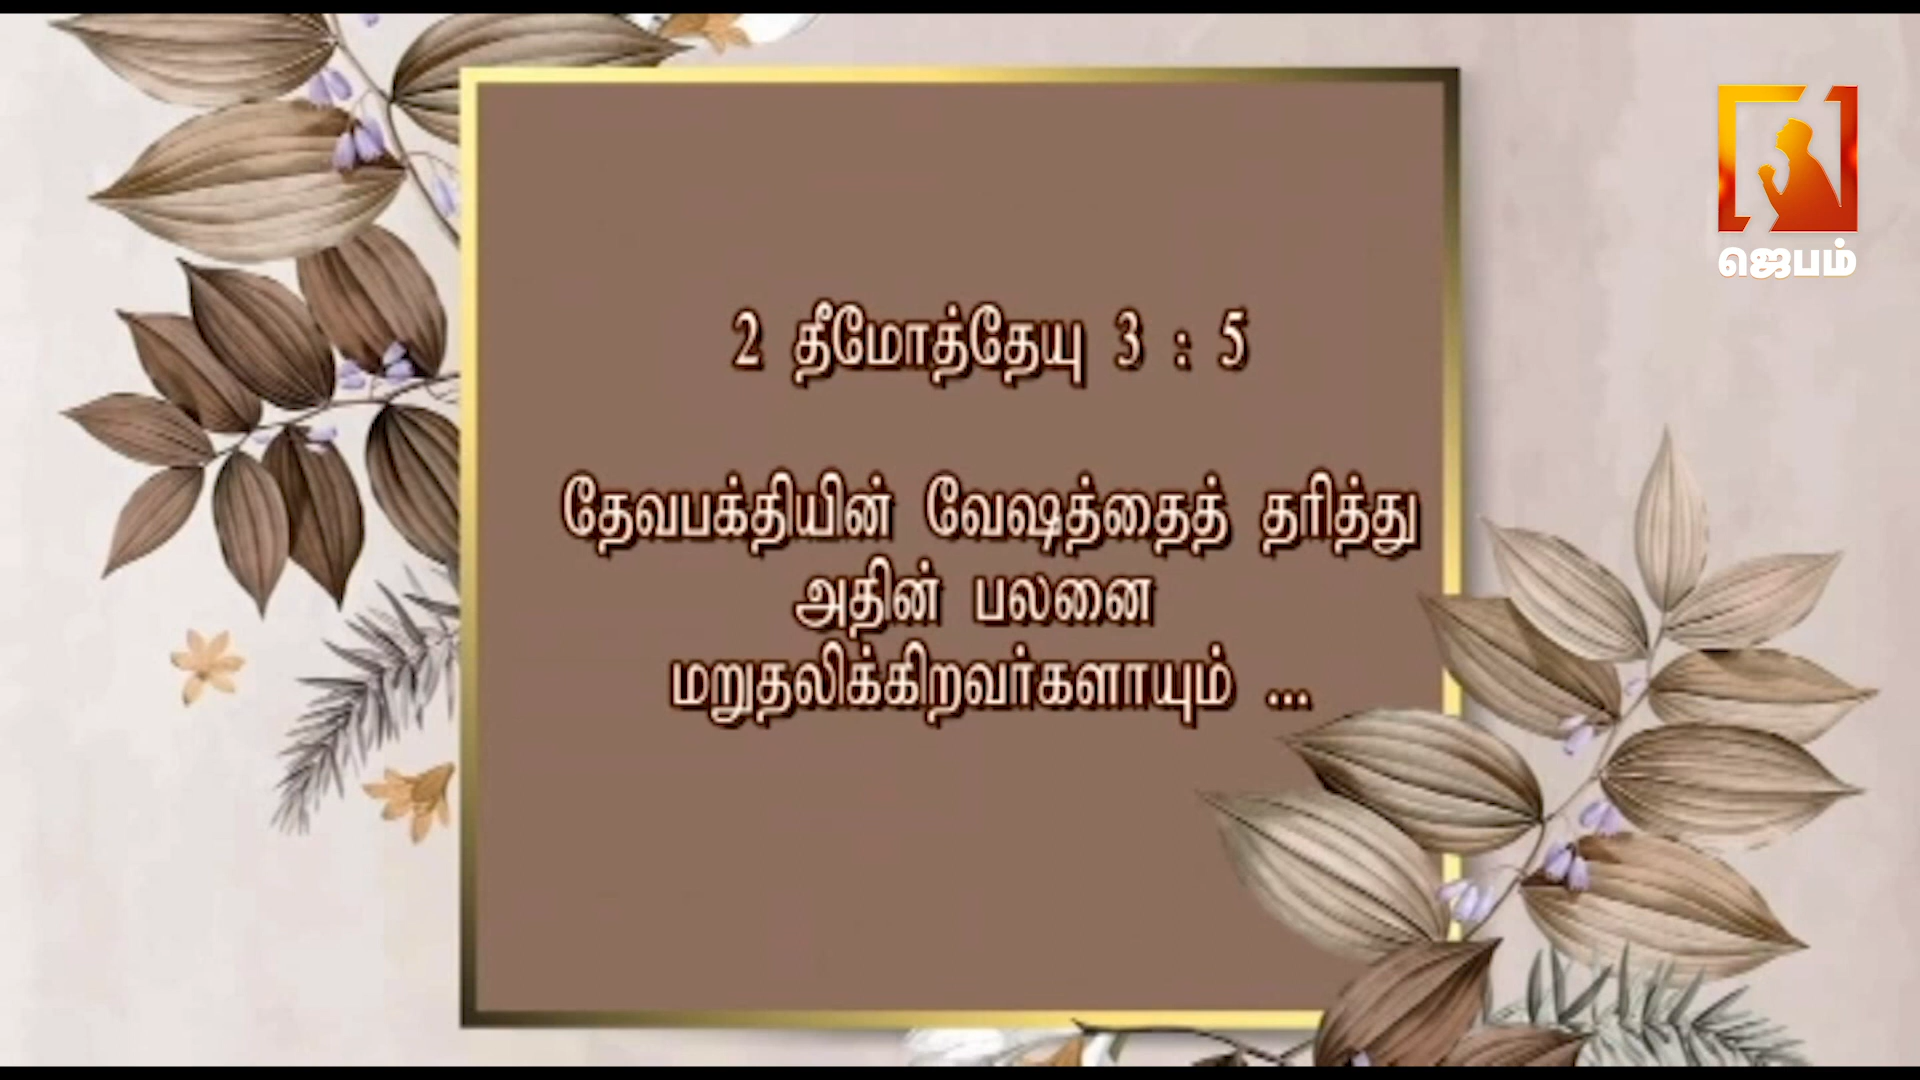 ஜெபம்
2 தீமோத்தேயு 3 : 5
தேவபக்தியின் வேஷத்தைத் தரித்து
அதின் பலனை
மறுதலிக்கிறவர்களாயும் ...